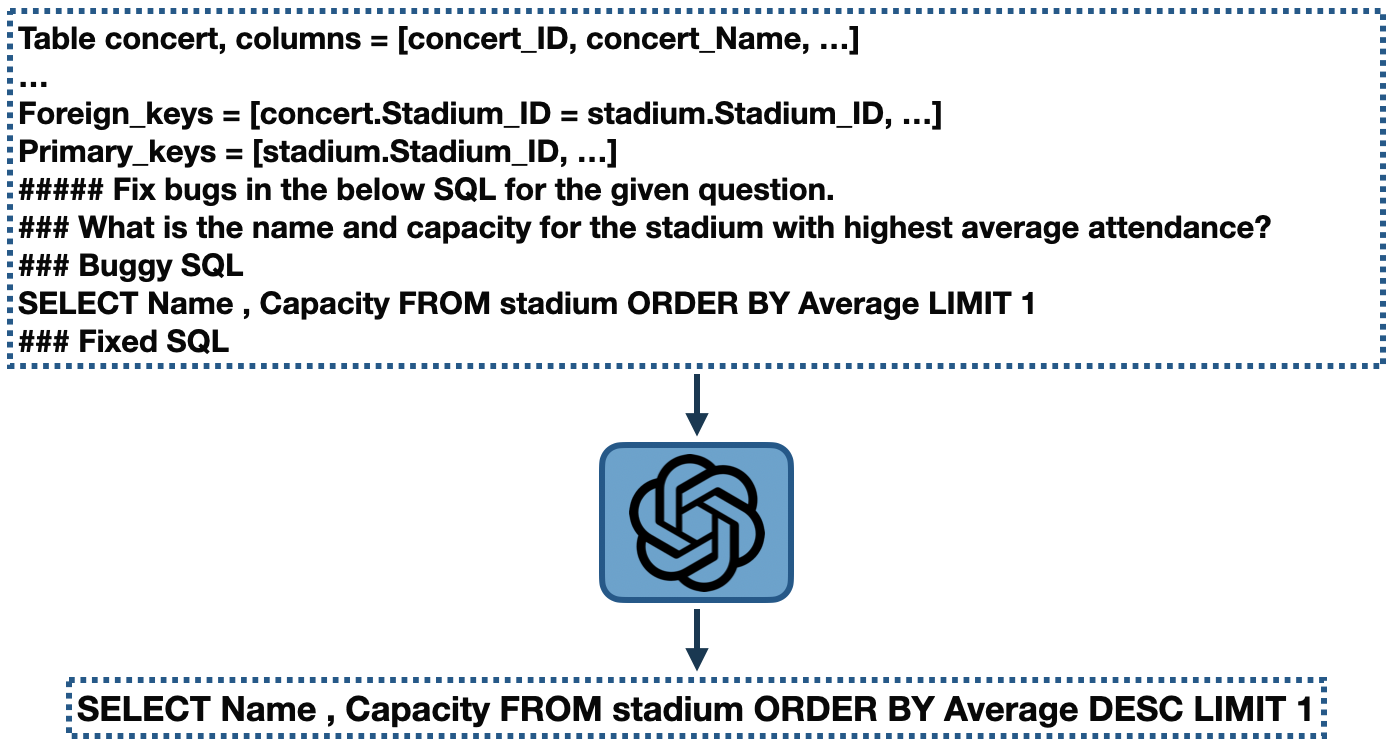 Table concert, columns = [concert_ID, concert_Name, ...]
...
Foreign_keys = [concert.Stadium_ID = stadium.Stadium_ID, ...]
Primary_keys = [stadium.Stadium_ID, ...]
##### Fix bugs in the below SQL for the given question.
### What is the name and capacity for the stadium with highest average attendance?
### Buggy SQL
SELECT Name , Capacity FROM stadium ORDER BY Average LIMIT 1
### Fixed SQL
SELECT Name , Capacity FROM stadium ORDER BY Average DESC LIMIT 1